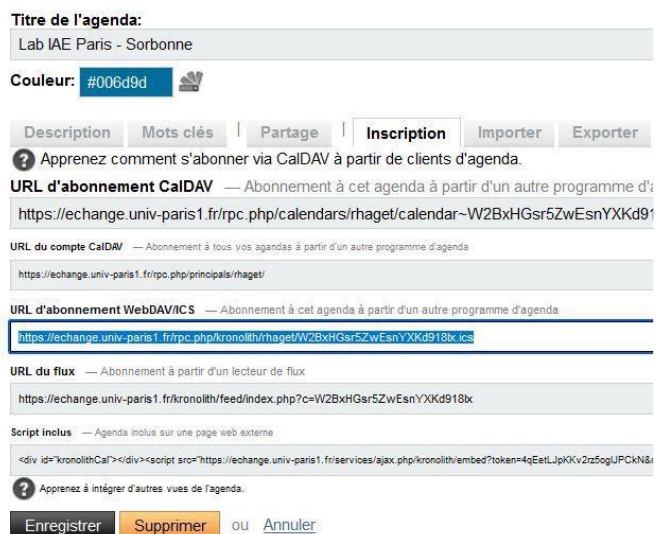 Titre de l'agenda:
Lab IAE Paris - Sorbonne
Couleur: #006d9d
Description Mots clés | Partage | Inscription Importer Exporter
? Apprenez comment s'abonner via CalDAV à partir de clients d'agenda.
URL d'abonnement CalDAV — Abonnement à cet agenda à partir d'un autre programme d'a
https://echange.univ-paris1.fr/rpc.php/calendars/rhaget/calendar~W2BxHGsr5ZwEsnYXKd91
URL du compte CalDAV — Abonnement à tous vos agandas à partir d'un autre programme d'agenda
https://echange.univ-paris1.fr/rpc.php/principals/rhaget/
URL d'abonnement WebDAV/ICS — Abonnement à cet agenda à partir d'un autre programme d'agenda
https://echange.univ-paris1.fr/rpc.php/kronolith/rhaget/W2BxHGsr5ZwEsnYXKd918lx.ics
URL du flux — Abonnement à partir d'un lecteur de flux
https://echange.univ-paris1.fr/kronolith/feed/index.php?c=W2BxHGsr5ZwEsnYXKd918lx
Script inclus — Agenda inclus sur une page web externe
<div id="kronolithCal"></div><script src="https://echange.univ-paris1.fr/services/ajax.php/kronolith/embed?token=4qEetLJpKKv2rz5oglJPCkN&
? Apprenez à intégrer d'autres vues de l'agenda.
Enregistrer Supprimer ou Annuler